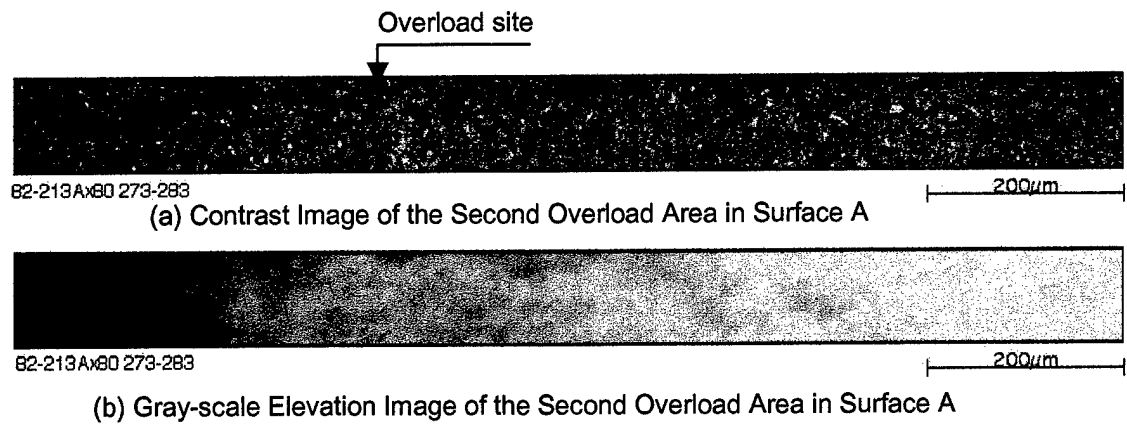 Overload site
82-213Ax80 273-283
200μm
(a) Contrast Image of the Second Overload Area in Surface A
82-213Ax80 273-283
200μm
(b) Gray-scale Elevation Image of the Second Overload Area in Surface A